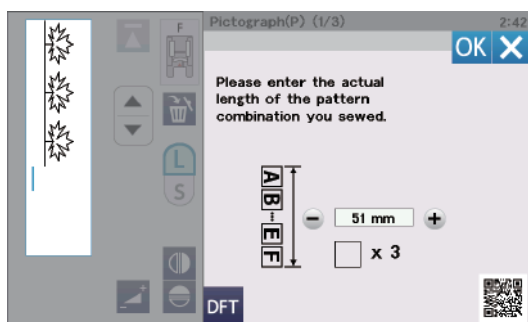 F
Pictograph(P) (1/3) 2:42
OK
Please enter the actual
length of the pattern
combination you sewed.
L
S
A
B
E
F
51 mm
x 3
DFT